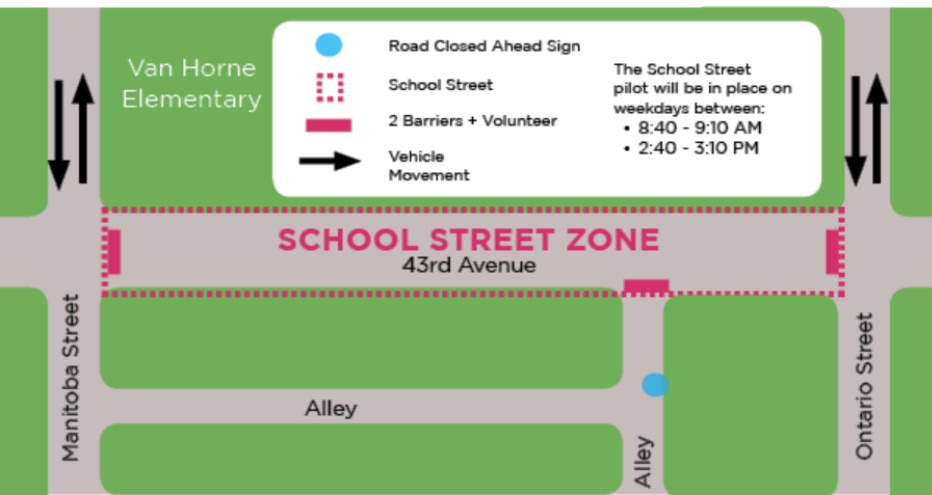 Van Horne
Elementary
Road Closed Ahead Sign
School Street
2 Barriers + Volunteer
Vehicle
Movement
The School Street
pilot will be in place on
weekdays between:
• 8:40 - 9:10 AM
• 2:40 - 3:10 PM
SCHOOL STREET ZONE
43rd Avenue
Manitoba Street
Alley
Alley
Ontario Street